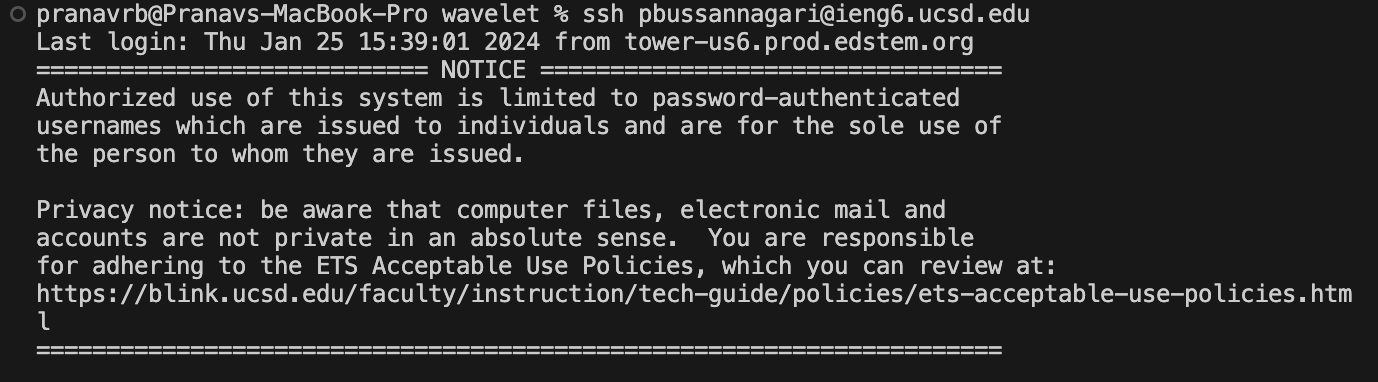 pranavrb@Pranavs-MacBook-Pro wavelet % ssh pbussannagari@ieng6.ucsd.edu
Last login: Thu Jan 25 15:39:01 2024 from tower-us6.prod.edstem.org
============================ NOTICE =================================
Authorized use of this system is limited to password-authenticated
usernames which are issued to individuals and are for the sole use of
the person to whom they are issued.

Privacy notice: be aware that computer files, electronic mail and
accounts are not private in an absolute sense.  You are responsible
for adhering to the ETS Acceptable Use Policies, which you can review at:
https://blink.ucsd.edu/faculty/instruction/tech-guide/policies/ets-acceptable-use-policies.htm
l
=====================================================================